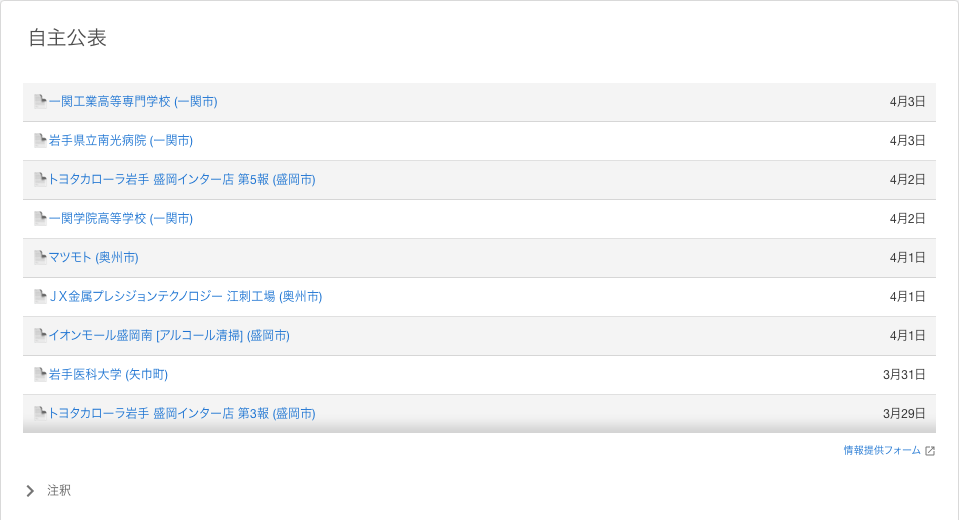 自主公表
一関工業高等専門学校 (一関市) 4月3日
岩手県立南光病院 (一関市) 4月3日
トヨタカローラ岩手 盛岡インター店 第5報 (盛岡市) 4月2日
一関学院高等学校 (一関市) 4月2日
マツモト (奥州市) 4月1日
ＪＸ金属プレシジョンテクノロジー 江刺工場 (奥州市) 4月1日
イオンモール盛岡南 [アルコール清掃] (盛岡市) 4月1日
岩手医科大学 (矢巾町) 3月31日
トヨタカローラ岩手 盛岡インター店 第3報 (盛岡市) 3月29日
情報提供フォーム
注釈